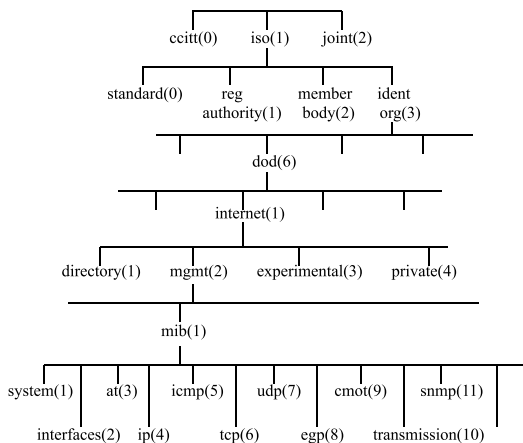 ccitt(0) iso(1) joint(2)
standard(0) reg authority(1) member body(2) ident org(3)
dod(6)
internet(1)
directory(1) mgmt(2) experimental(3) private(4)
mib(1)
system(1) at(3) icmp(5) udp(7) cmot(9) snmp(11)
interfaces(2) ip(4) tcp(6) egp(8) transmission(10)